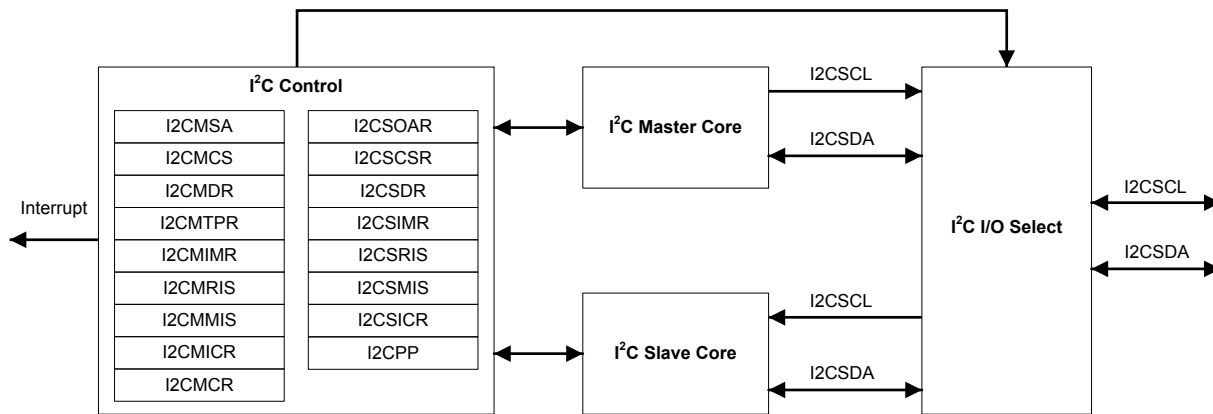 I²C Control
I2CMSA
I2CMCS
I2CMDR
I2CMTPR
I2CMIMR
I2CMRIS
I2CMMIS
I2CMICR
I2CMCR
I2CSOAR
I2CSCSR
I2CSDR
I2CSIMR
I2CSRIS
I2CSMIS
I2CSICR
I2CPP
Interrupt
I²C Master Core
I2CSCL
I2CSDA
I²C Slave Core
I2CSCL
I2CSDA
I²C I/O Select
I2CSCL
I2CSDA